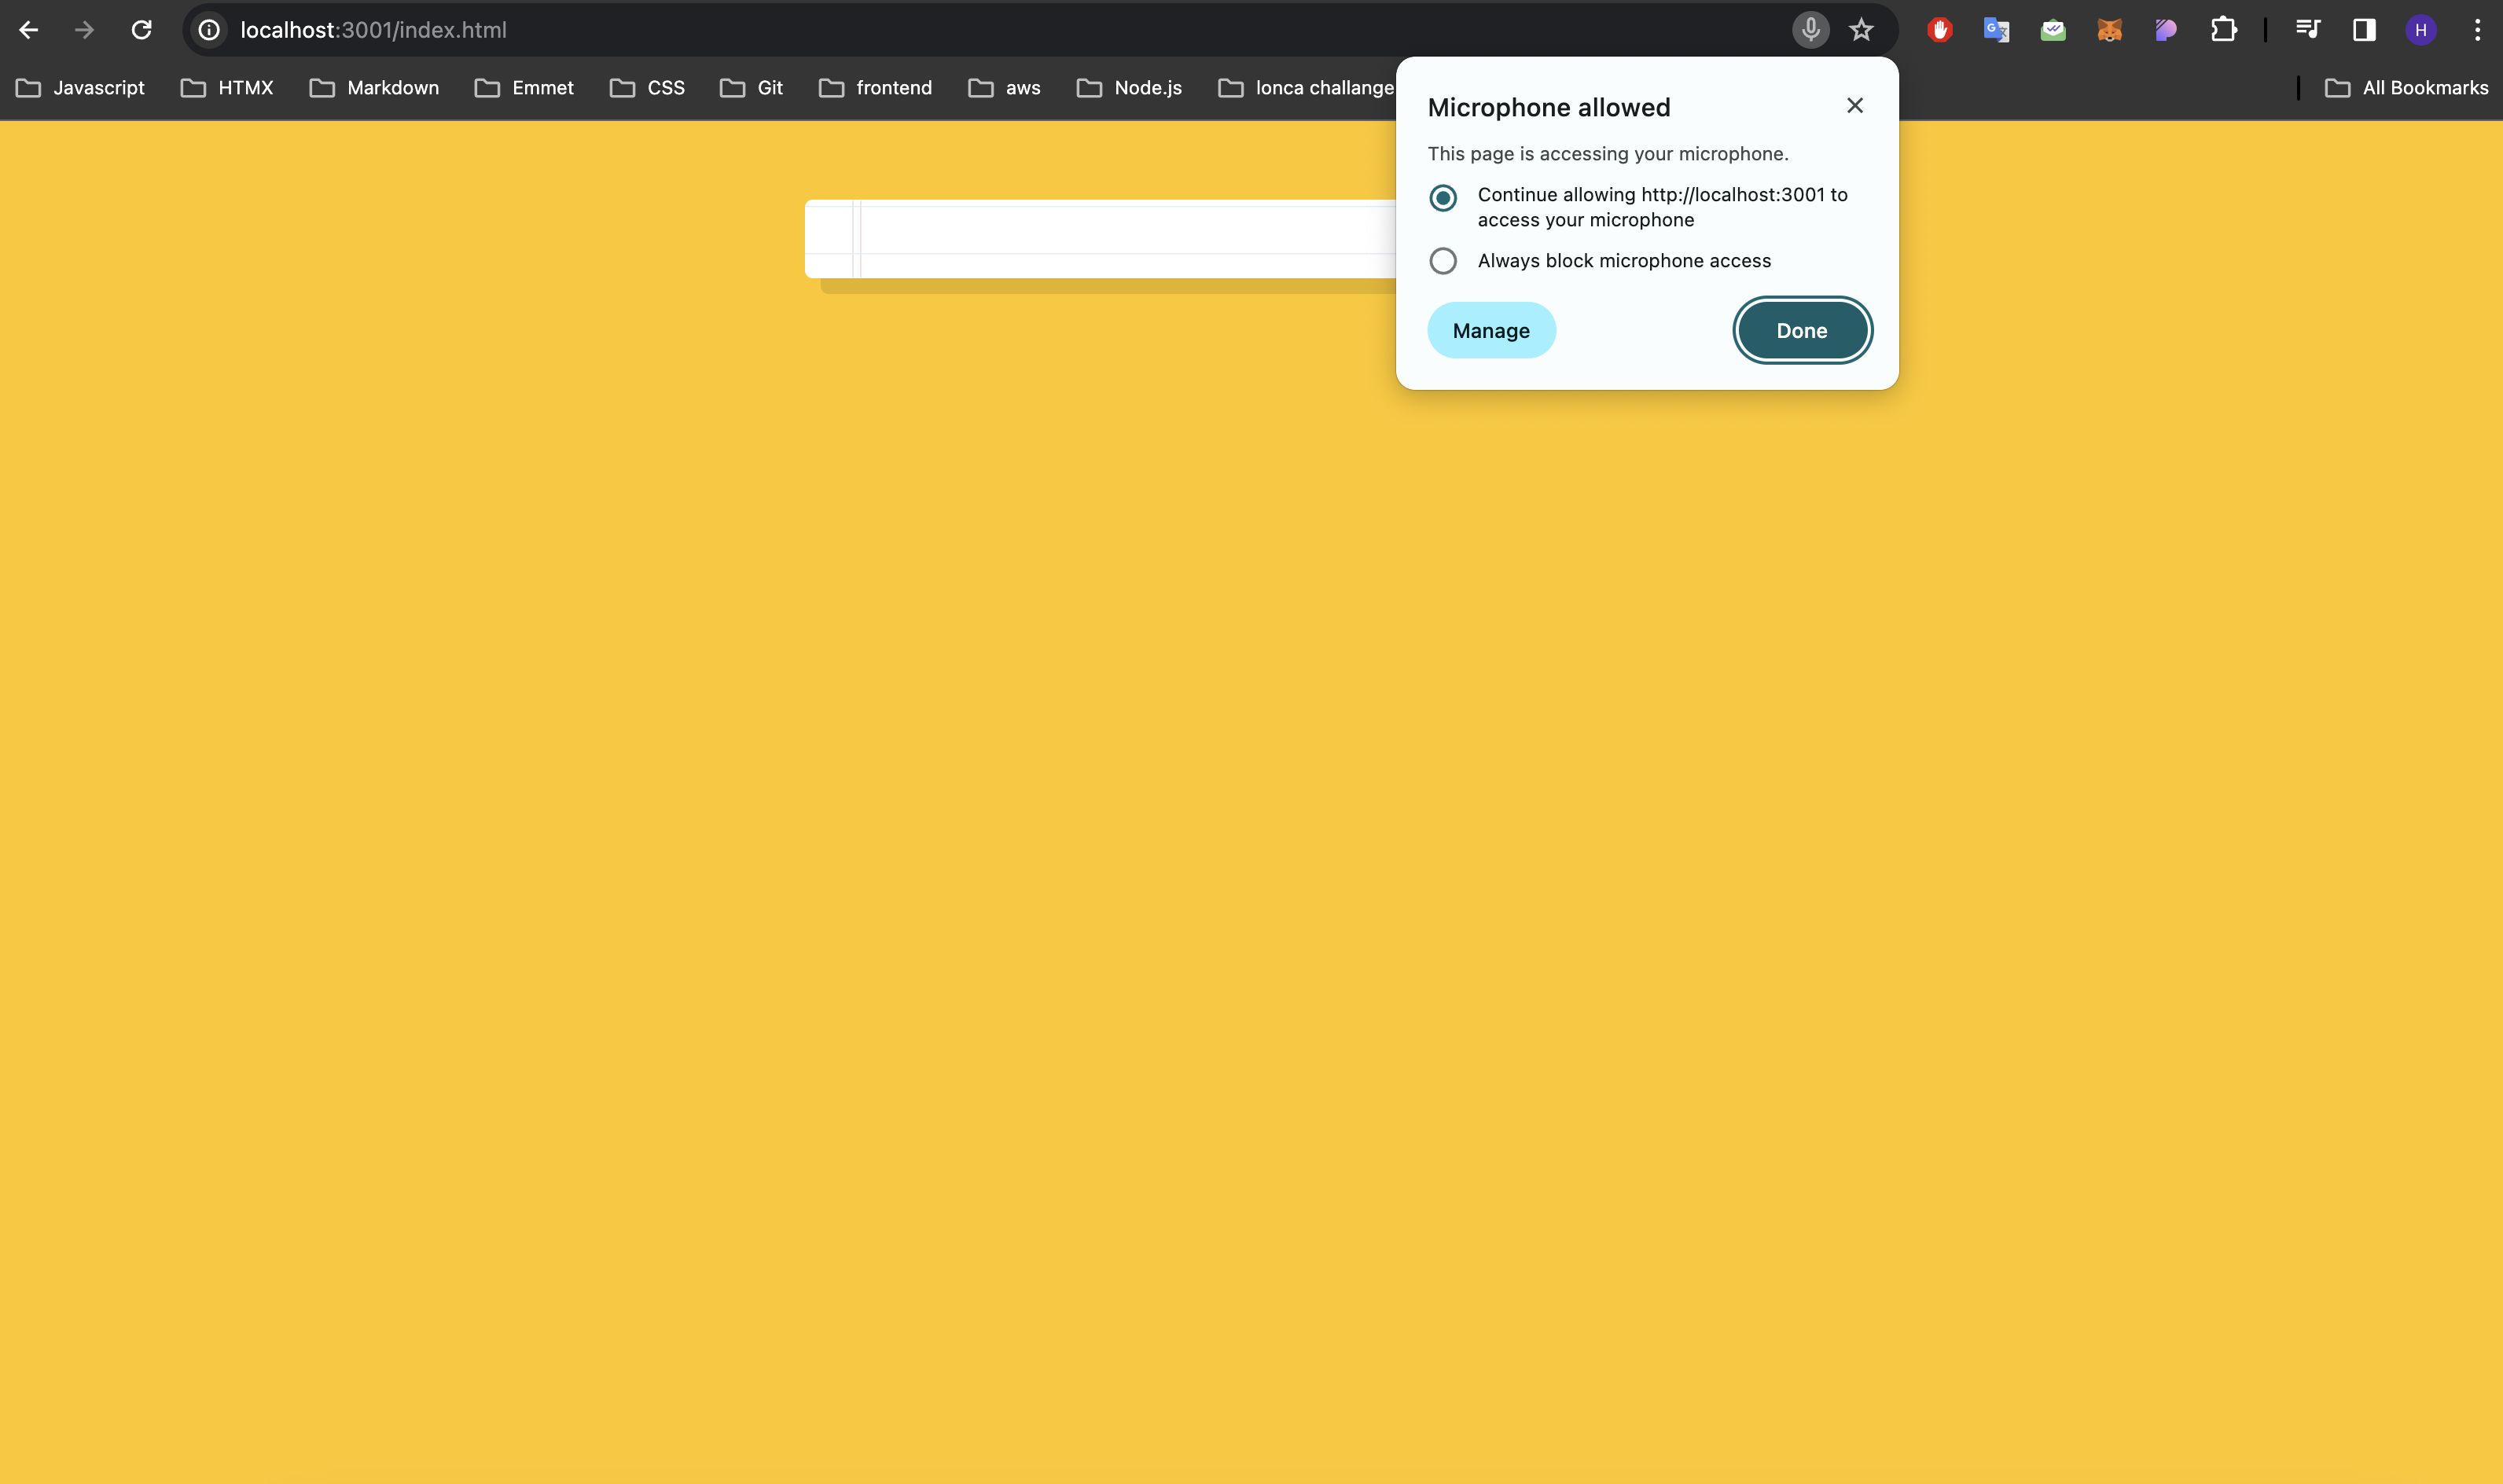 localhost:3001/index.html
H
Javascript
HTMX
Markdown
Emmet
CSS
Git
frontend
aws
Node.js
lonca challange
All Bookmarks
Microphone allowed
This page is accessing your microphone.
Continue allowing http://localhost:3001 to
access your microphone
Always block microphone access
Manage
Done